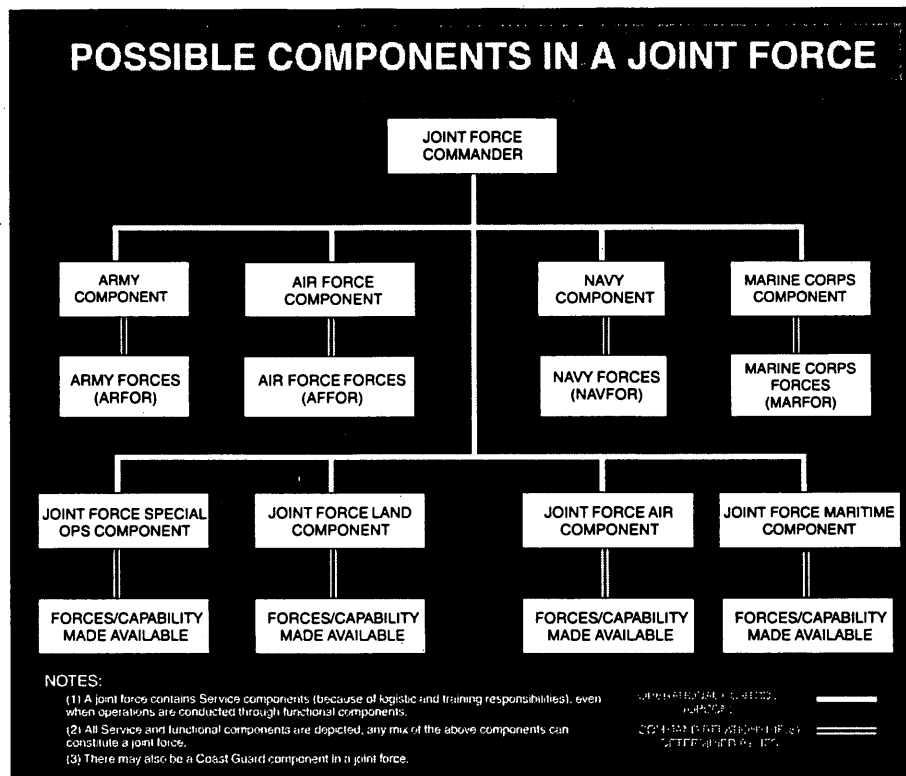 POSSIBLE COMPONENTS IN A JOINT FORCE
JOINT FORCE
COMMANDER
ARMY
COMPONENT
AIR FORCE
COMPONENT
NAVY
COMPONENT
MARINE CORPS
COMPONENT
ARMY FORCES
(ARFOR)
AIR FORCE FORCES
(AFFOR)
NAVY FORCES
(NAVFOR)
MARINE CORPS
FORCES
(MARFOR)
JOINT FORCE SPECIAL
OPS COMPONENT
JOINT FORCE LAND
COMPONENT
JOINT FORCE AIR
COMPONENT
JOINT FORCE MARITIME
COMPONENT
FORCES/CAPABILITY
MADE AVAILABLE
FORCES/CAPABILITY
MADE AVAILABLE
FORCES/CAPABILITY
MADE AVAILABLE
FORCES/CAPABILITY
MADE AVAILABLE
NOTES:
(1) A joint force contains Service components (because of logistic and training responsibilities), even
when operations are conducted through functional components.
(2) All Service and functional components are depicted, any mix of the above components can
constitute a joint force.
(3) There may also be a Coast Guard component in a joint force.